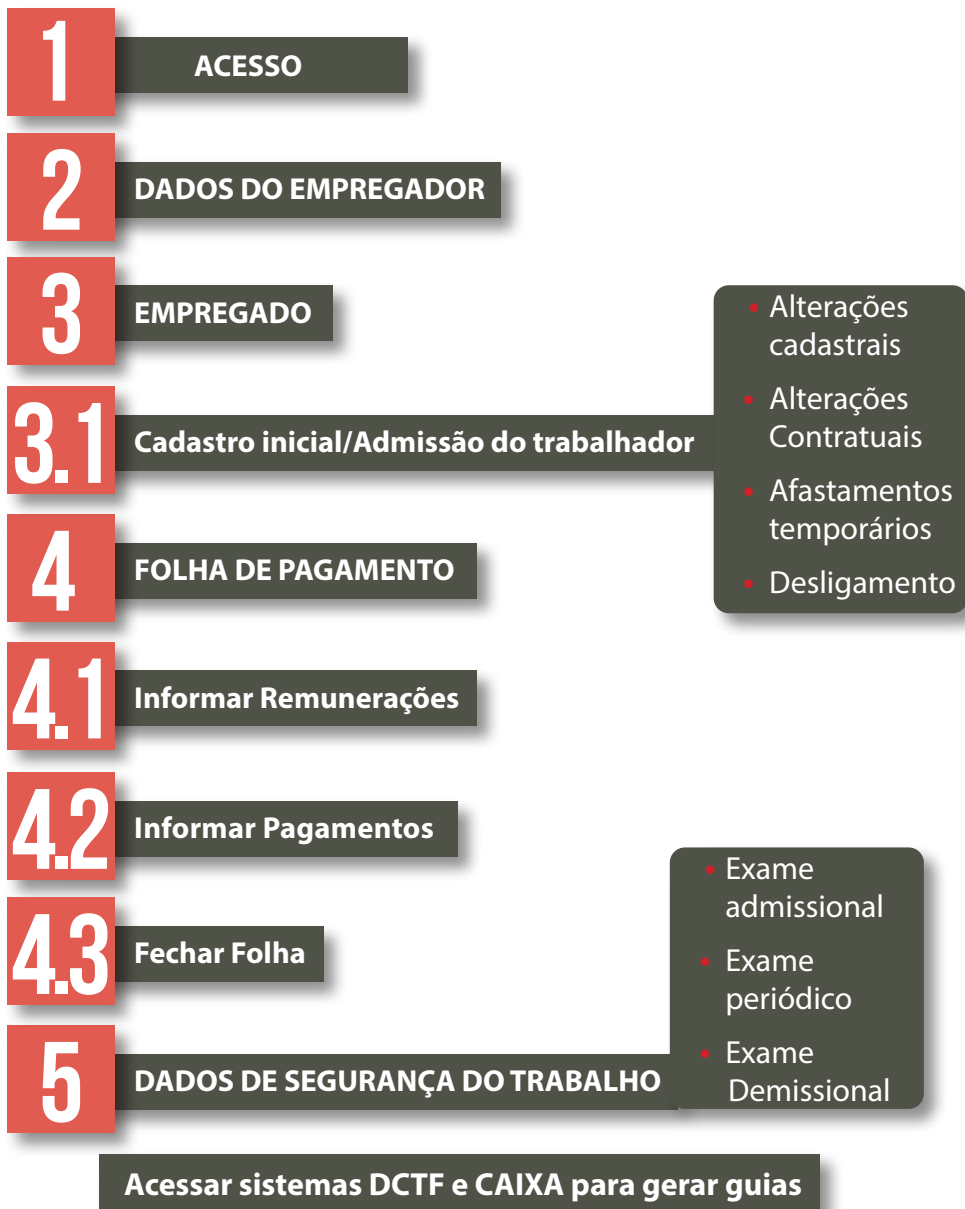 1
ACESSO
2
DADOS DO EMPREGADOR
3
EMPREGADO
3.1
Cadastro inicial/Admissão do trabalhador
• Alterações
cadastrais
• Alterações
Contratuais
• Afastamentos
temporários
• Desligamento
4
FOLHA DE PAGAMENTO
4.1
Informar Remunerações
4.2
Informar Pagamentos
4.3
Fechar Folha
5
DADOS DE SEGURANÇA DO TRABALHO
• Exame
admissional
• Exame
periódico
• Exame
Demissional
Acessar sistemas DCTF e CAIXA para gerar guias